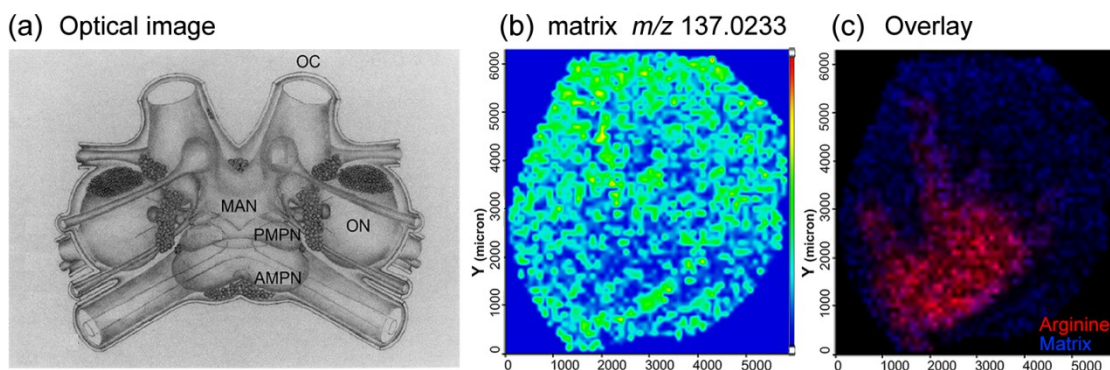 (a) Optical image
OC
MAN
ON
PMPN
AMPN
(b) matrix m/z 137.0233
Y (micron)
6000
5000
4000
3000
2000
1000
0
1000 2000 3000 4000 5000
(c) Overlay
Y (micron)
6000
5000
4000
3000
2000
1000
0
Arginine
Matrix
1000 2000 3000 4000 5000